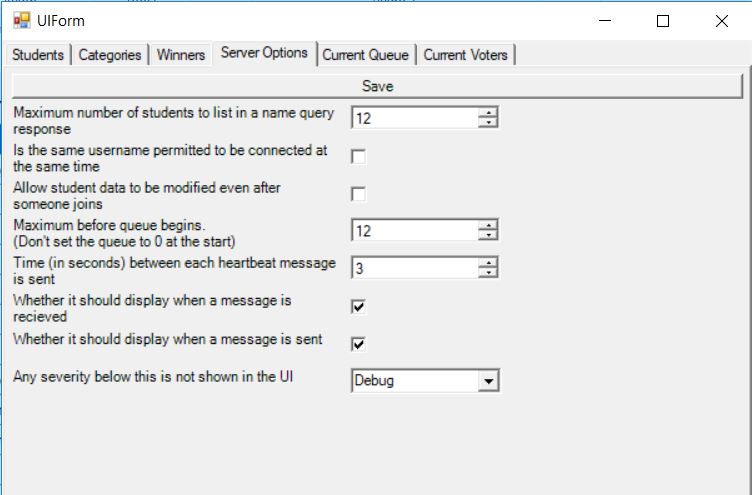 UIForm
Students
Categories
Winners
Server Options
Current Queue
Current Voters
Save
Maximum number of students to list in a name query
response
12
Is the same username permitted to be connected at
the same time
Allow student data to be modified even after
someone joins
Maximum before queue begins.
(Don't set the queue to 0 at the start)
12
Time (in seconds) between each heartbeat message
is sent
3
Whether it should display when a message is
recieved
Whether it should display when a message is sent
Any severity below this is not shown in the UI
Debug